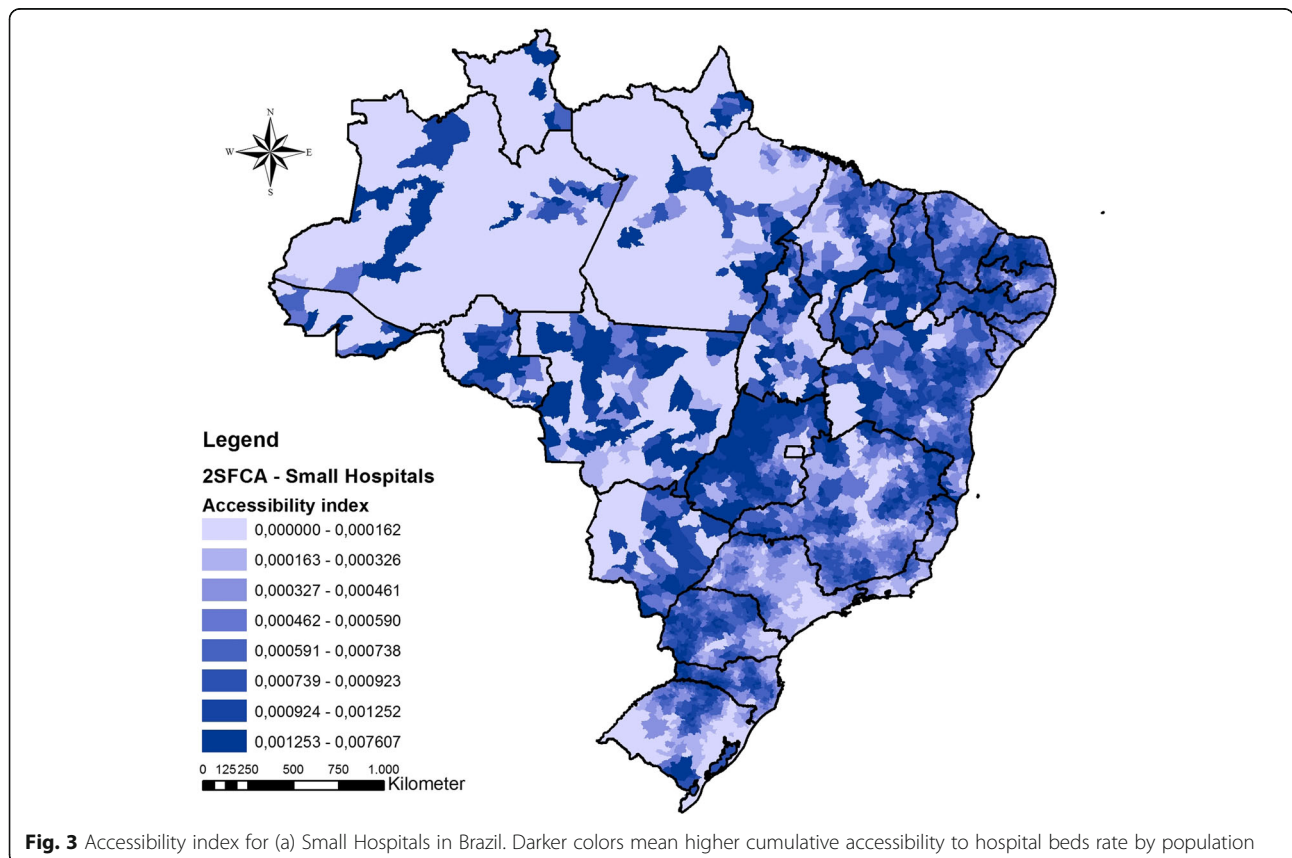 N
W E
S
Legend
2SFCA - Small Hospitals
Accessibility index
0,000000 - 0,000162
0,000163 - 0,000326
0,000327 - 0,000461
0,000462 - 0,000590
0,000591 - 0,000738
0,000739 - 0,000923
0,000924 - 0,001252
0,001253 - 0,007607
0 125 250 500 750 1.000
Kilometer
Fig. 3 Accessibility index for (a) Small Hospitals in Brazil. Darker colors mean higher cumulative accessibility to hospital beds rate by population